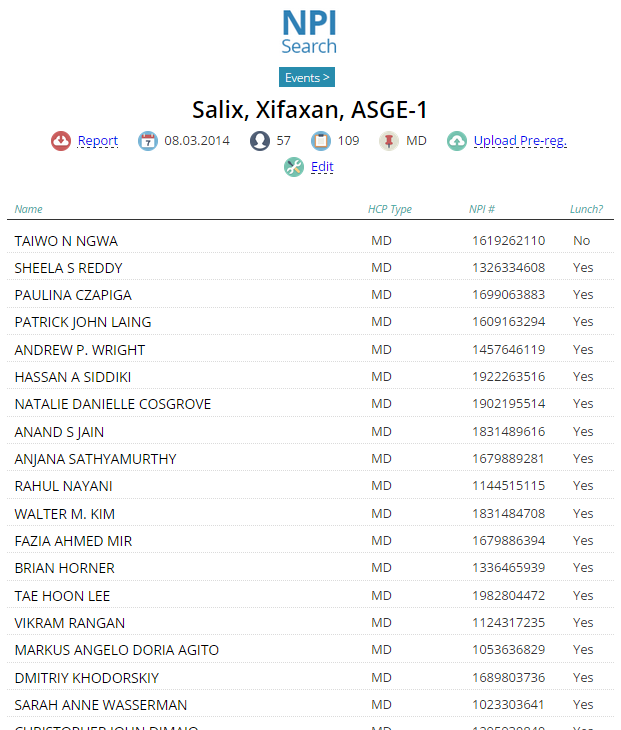 NPI
Search
Events >
Salix, Xifaxan, ASGE-1
Report 7 08.03.2014 57 109 MD Upload Pre-reg.
Edit
Name HCP Type NPI # Lunch?
TAIWO N NGWA MD 1619262110 No
SHEELA S REDDY MD 1326334608 Yes
PAULINA CZAPIGA MD 1699063883 Yes
PATRICK JOHN LAING MD 1609163294 Yes
ANDREW P. WRIGHT MD 1457646119 Yes
HASSAN A SIDDIKI MD 1922263516 Yes
NATALIE DANIELLE COSGROVE MD 1902195514 Yes
ANAND S JAIN MD 1831489616 Yes
ANJANA SATHYAMURTHY MD 1679889281 Yes
RAHUL NAYANI MD 1144515115 Yes
WALTER M. KIM MD 1831484708 Yes
FAZIA AHMED MIR MD 1679886394 Yes
BRIAN HORNER MD 1336465939 Yes
TAE HOON LEE MD 1982804472 Yes
VIKRAM RANGAN MD 1124317235 Yes
MARKUS ANGELO DORIA AGITO MD 1053636829 Yes
DMITRIY KHODORSKIY MD 1689803736 Yes
SARAH ANNE WASSERMAN MD 1023303641 Yes
CHRISTOPHER JOHN DIMAIO MD Yes